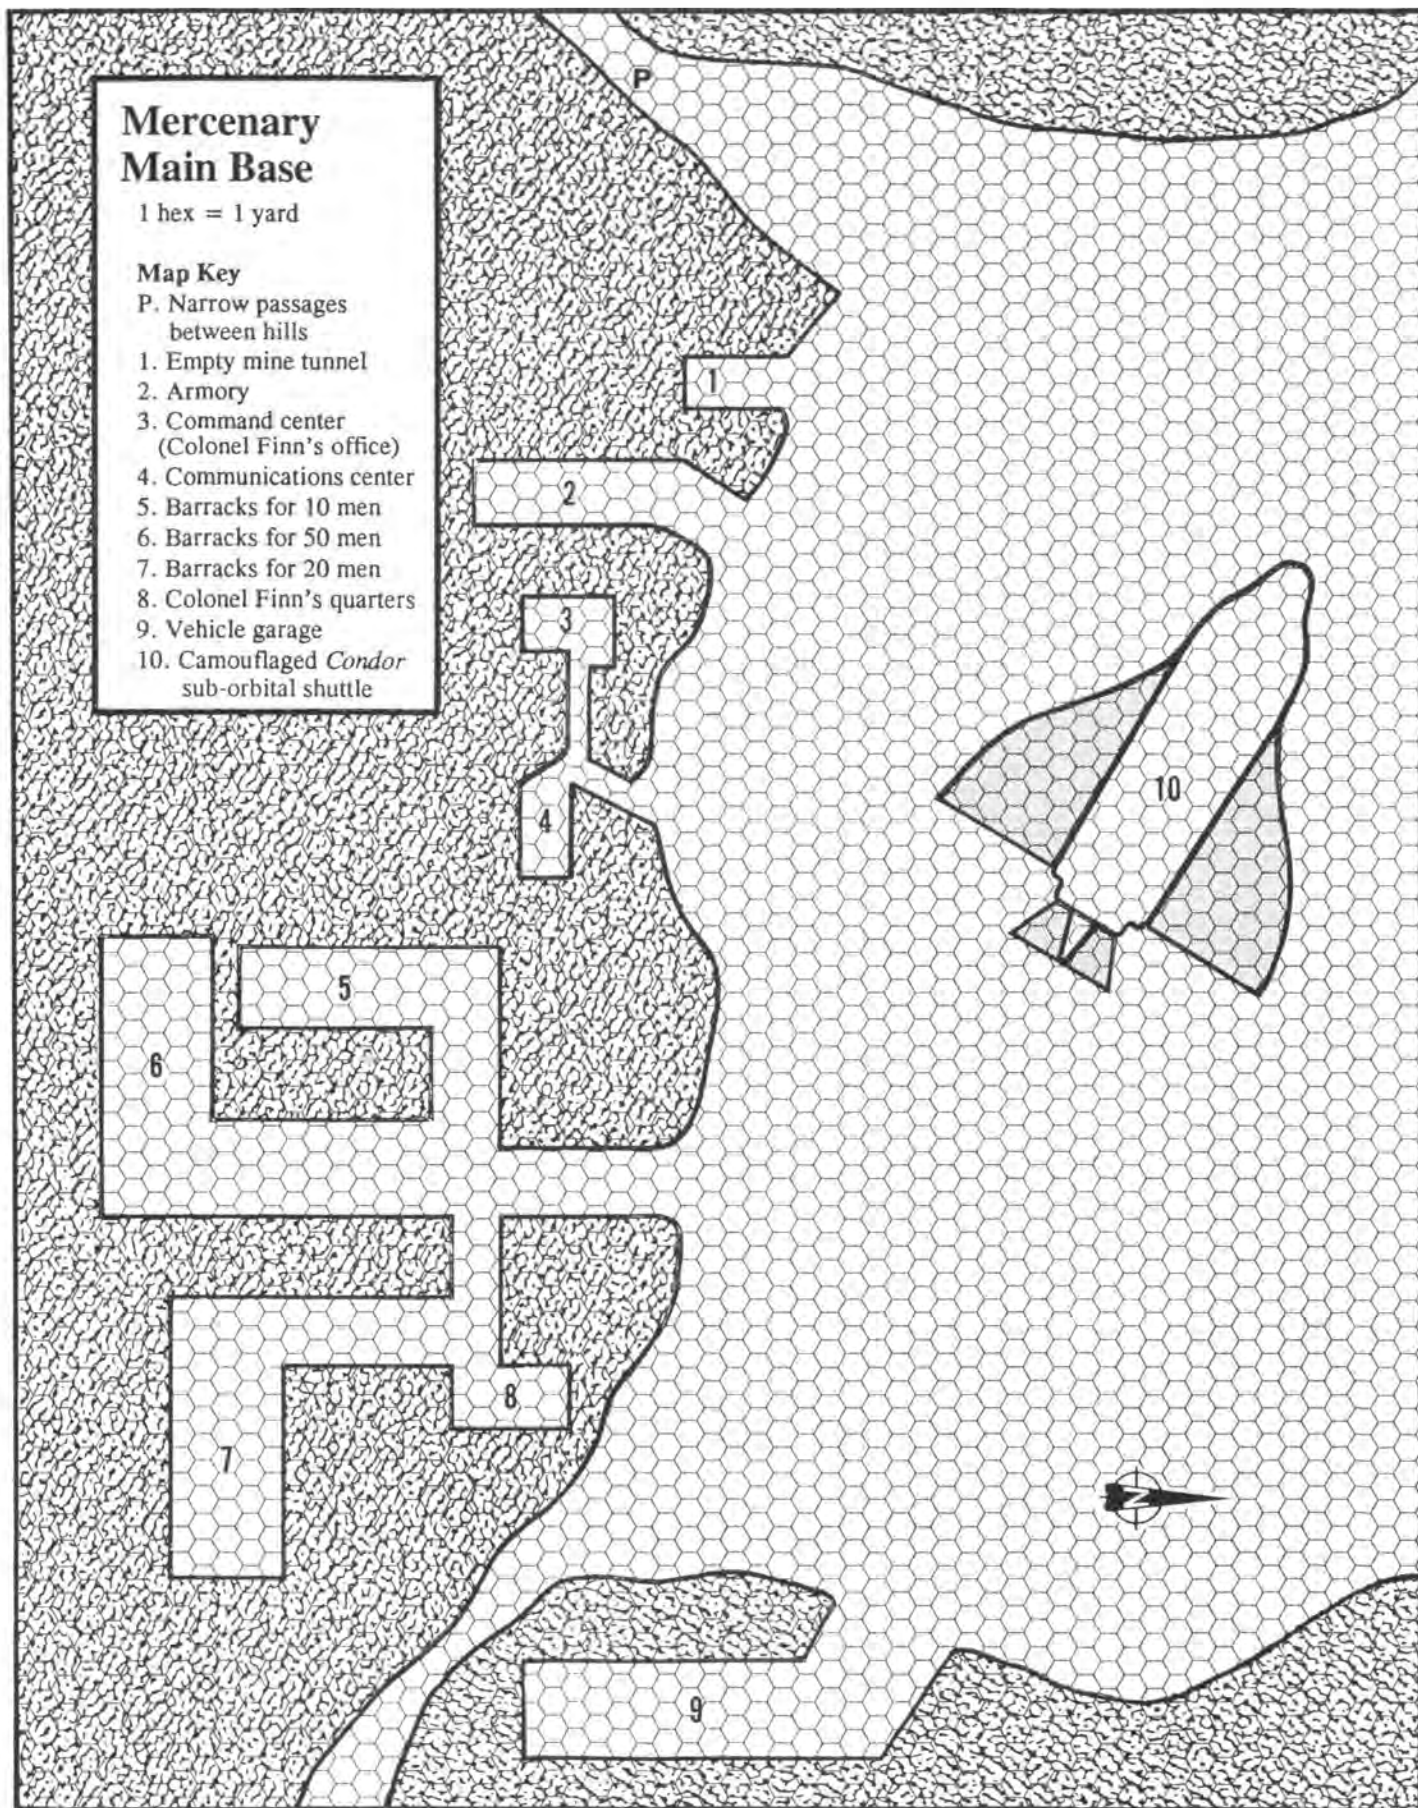 P
Mercenary
Main Base
1 hex = 1 yard
Map Key
P. Narrow passages
between hills
1. Empty mine tunnel
2. Armory
3. Command center
(Colonel Finn's office)
4. Communications center
5. Barracks for 10 men
6. Barracks for 50 men
7. Barracks for 20 men
8. Colonel Finn's quarters
9. Vehicle garage
10. Camouflaged Condor
sub-orbital shuttle
1
2
3
4
10
5
6
8
7
N
9